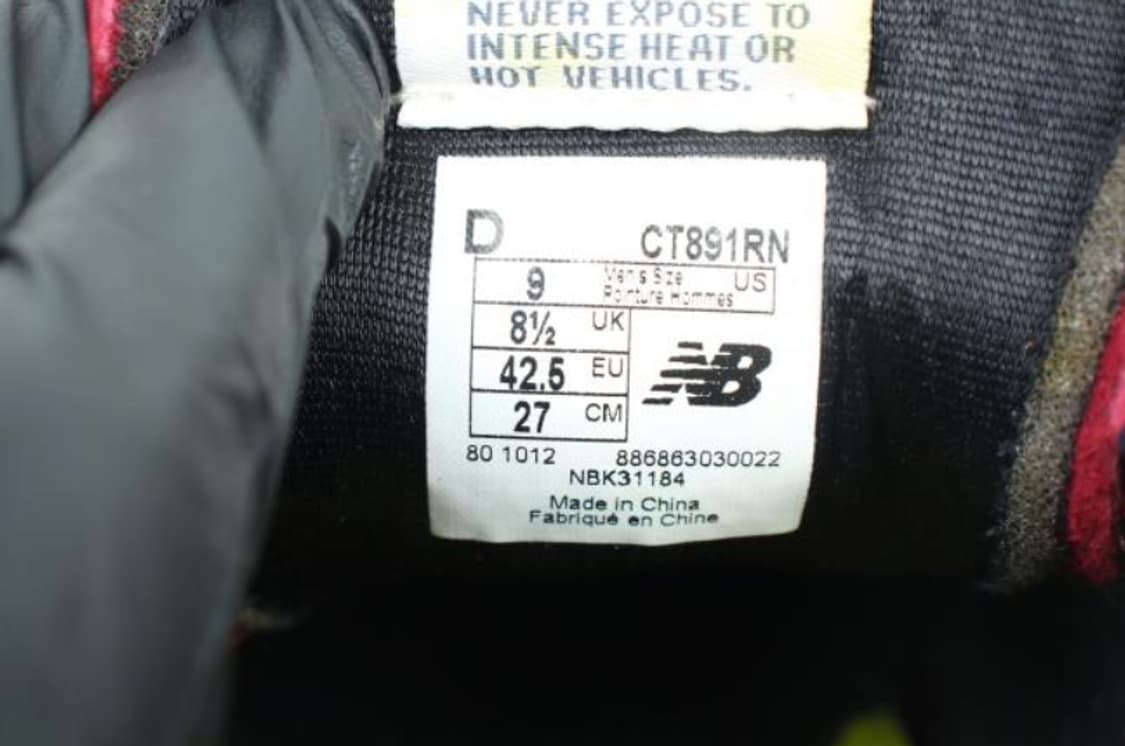 NEVER EXPOSE TO
INTENSE HEAT OR
HOT VEHICLES.
D
CT891RN
9 Men's Size US
Pointure Hommes
8½ UK
42.5 EU
27 CM
NB
80 1012 886863030022
NBK31184
Made in China
Fabriqué en Chine